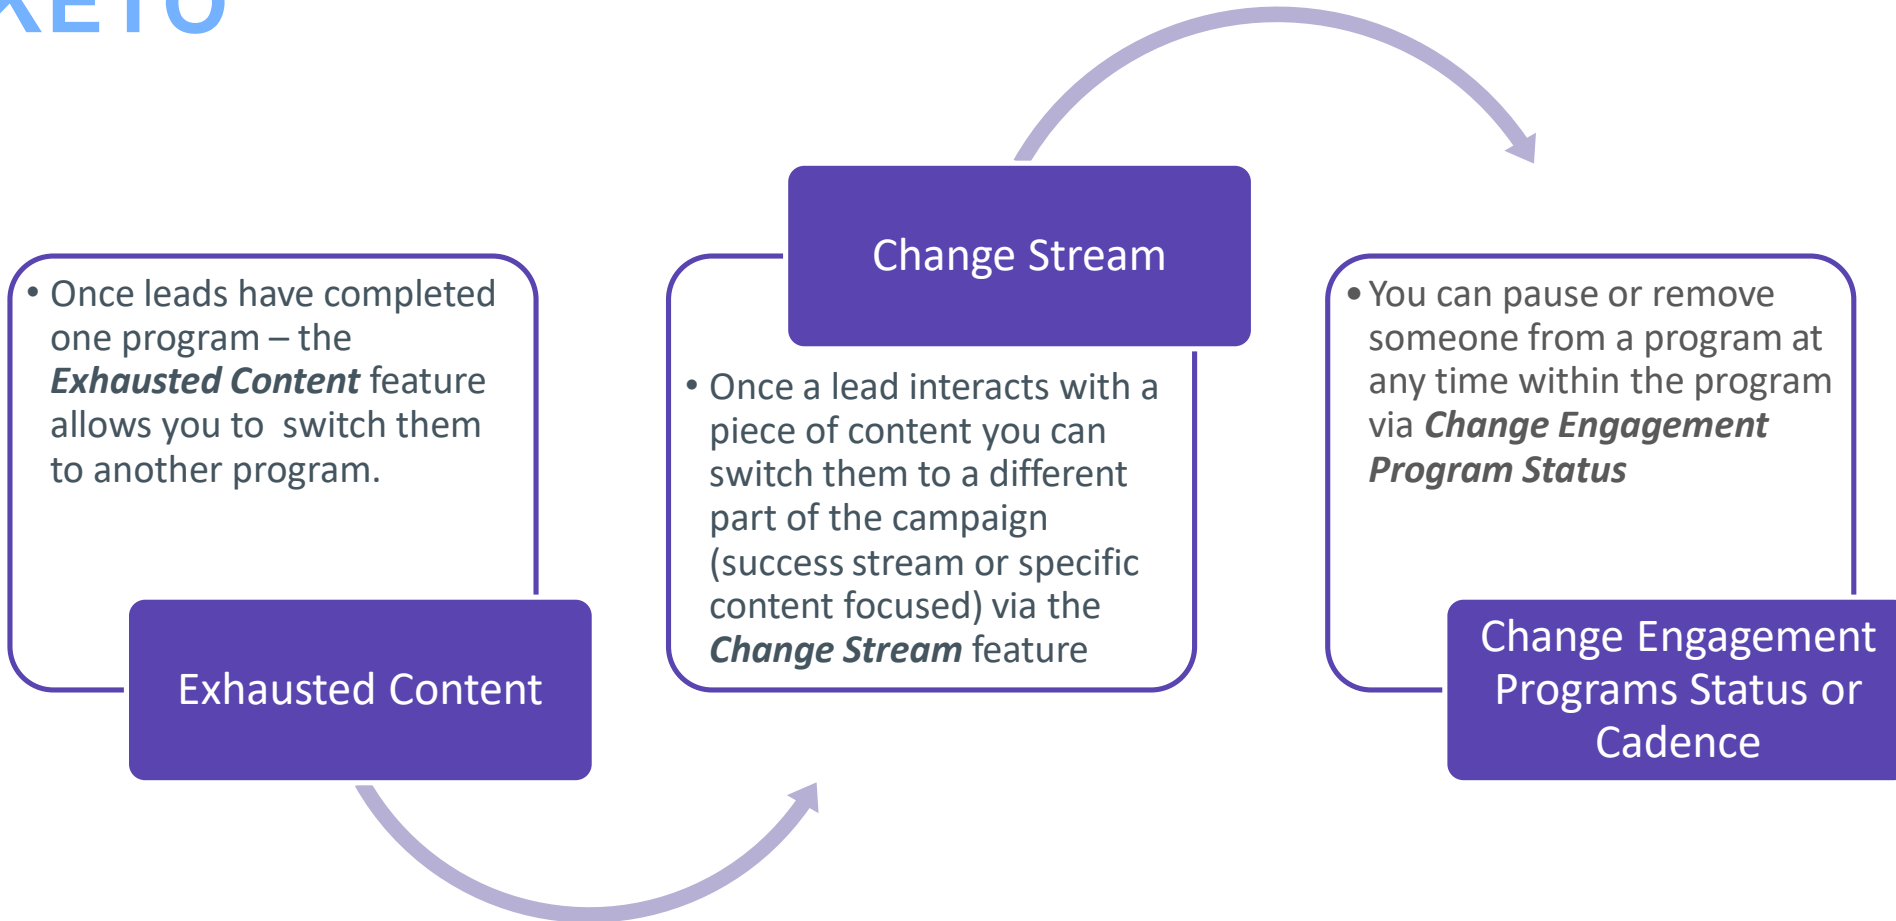 KETO
• Once leads have completed
one program – the
Exhausted Content feature
allows you to  switch them
to another program.
Exhausted Content
Change Stream
• Once a lead interacts with a
piece of content you can
switch them to a different
part of the campaign
(success stream or specific
content focused) via the
Change Stream feature
• You can pause or remove
someone from a program at
any time within the program
via Change Engagement
Program Status
Change Engagement
Programs Status or
Cadence